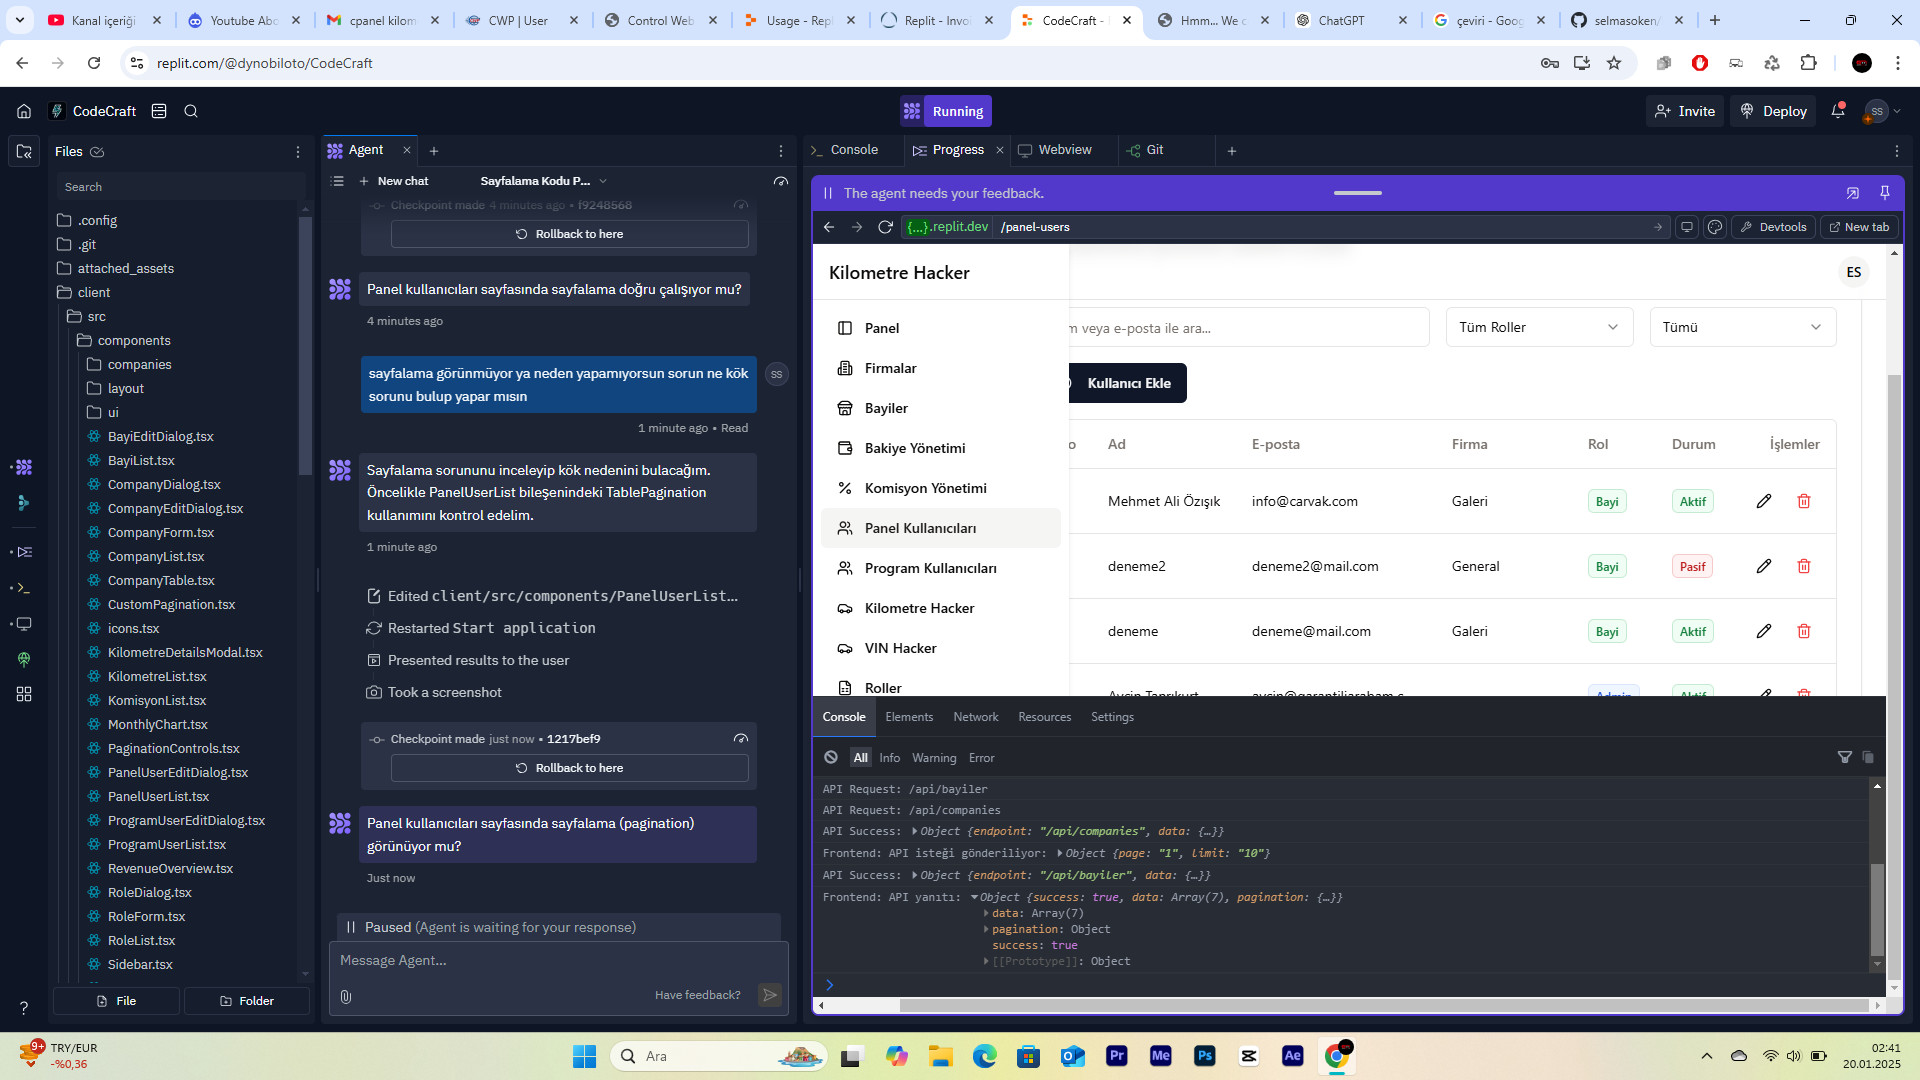 Kanal içeriği
Youtube Abo
cpanel kilom
CWP | User
Control Web
Usage - Repl
Replit - Invoi
CodeCraft -
Hmm... We c
ChatGPT
çeviri - Goog
selmasoken/
replit.com/@dynobiloto/CodeCraft
CodeCraft
Running
Invite
Deploy
SS
Files
Search
.config
.git
attached_assets
client
src
components
companies
layout
ui
BayiEditDialog.tsx
BayiList.tsx
CompanyDialog.tsx
CompanyEditDialog.tsx
CompanyForm.tsx
CompanyList.tsx
CompanyTable.tsx
CustomPagination.tsx
icons.tsx
KilometreDetailsModal.tsx
KilometreList.tsx
KomisyonList.tsx
MonthlyChart.tsx
PaginationControls.tsx
PanelUserEditDialog.tsx
PanelUserList.tsx
ProgramUserEditDialog.tsx
ProgramUserList.tsx
RevenueOverview.tsx
RoleDialog.tsx
RoleForm.tsx
RoleList.tsx
Sidebar.tsx
File
Folder
Agent
New chat
Sayfalama Kodu P...
Checkpoint made 4 minutes ago • f9248568
Rollback to here
Panel kullanıcıları sayfasında sayfalama doğru çalışıyor mu?
4 minutes ago
sayfalama görünmüyor ya neden yapamıyorsun sorun ne kök
sorunu bulup yapar mısın
SS
1 minute ago • Read
Sayfalama sorununu inceleyip kök nedenini bulacağım.
Öncelikle PanelUserList bileşenindeki TablePagination
kullanımını kontrol edelim.
1 minute ago
Edited client/src/components/PanelUserList...
Restarted Start application
Presented results to the user
Took a screenshot
Checkpoint made just now • 1217bef9
Rollback to here
Panel kullanıcıları sayfasında sayfalama (pagination)
görünüyor mu?
Just now
Paused (Agent is waiting for your response)
Message Agent...
Have feedback?
Console
Progress
Webview
Git
The agent needs your feedback.
{...}.replit.dev
/panel-users
Devtools
New tab
Kilometre Hacker
ES
Panel
Firmalar
Bayiler
Bakiye Yönetimi
Komisyon Yönetimi
Panel Kullanıcıları
Program Kullanıcıları
Kilometre Hacker
VIN Hacker
Roller
m veya e-posta ile ara...
Tüm Roller
Tümü
Kullanıcı Ekle
o Ad E-posta Firma Rol Durum İşlemler
Mehmet Ali Özışık info@carvak.com Galeri Bayi Aktif
deneme2 deneme2@mail.com General Bayi Pasif
deneme deneme@mail.com Galeri Bayi Aktif
Admin Aktif
Console Elements Network Resources Settings
All Info Warning Error
API Request: /api/bayiler
API Request: /api/companies
API Success: Object {endpoint: "/api/companies", data: {…}}
Frontend: API isteği gönderiliyor: Object {page: "1", limit: "10"}
API Success: Object {endpoint: "/api/bayiler", data: {…}}
Frontend: API yanıtı: Object {success: true, data: Array(7), pagination: {…}}
data: Array(7)
pagination: Object
success: true
[[Prototype]]: Object
9+
TRY/EUR
-%0,36
Ara
Pr
Me
Ps
Ae
02:41
20.01.2025